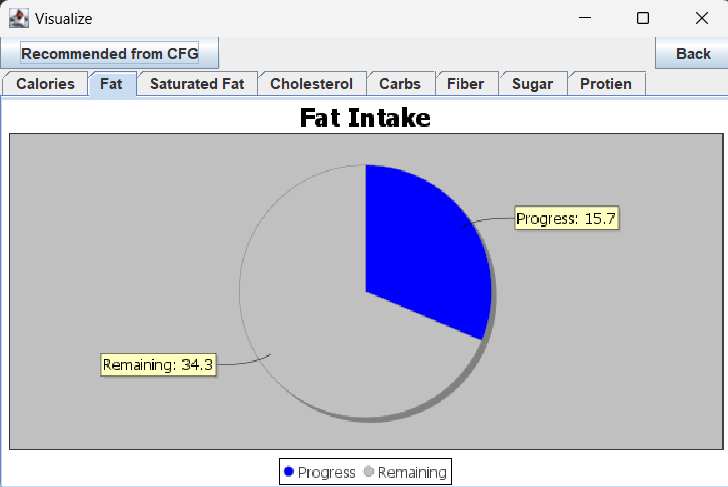 Visualize
Recommended from CFG
Back
Calories Fat Saturated Fat Cholesterol Carbs Fiber Sugar Protien
Fat Intake
Progress: 15.7
Remaining: 34.3
Progress Remaining